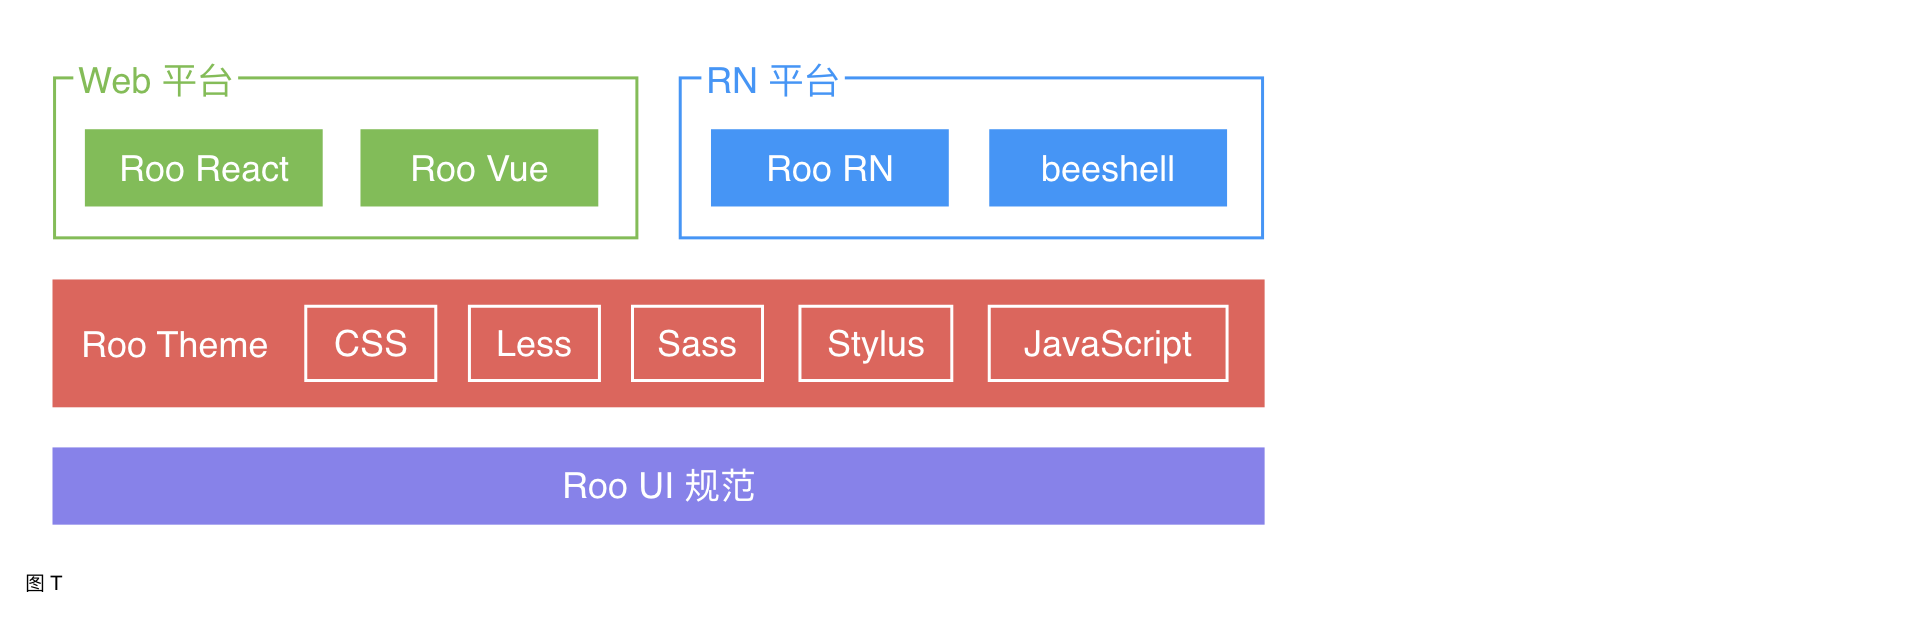 Web 平台
RN 平台
Roo React
Roo Vue
Roo RN
beeshell
Roo Theme
CSS
Less
Sass
Stylus
JavaScript
Roo UI 规范
图 T